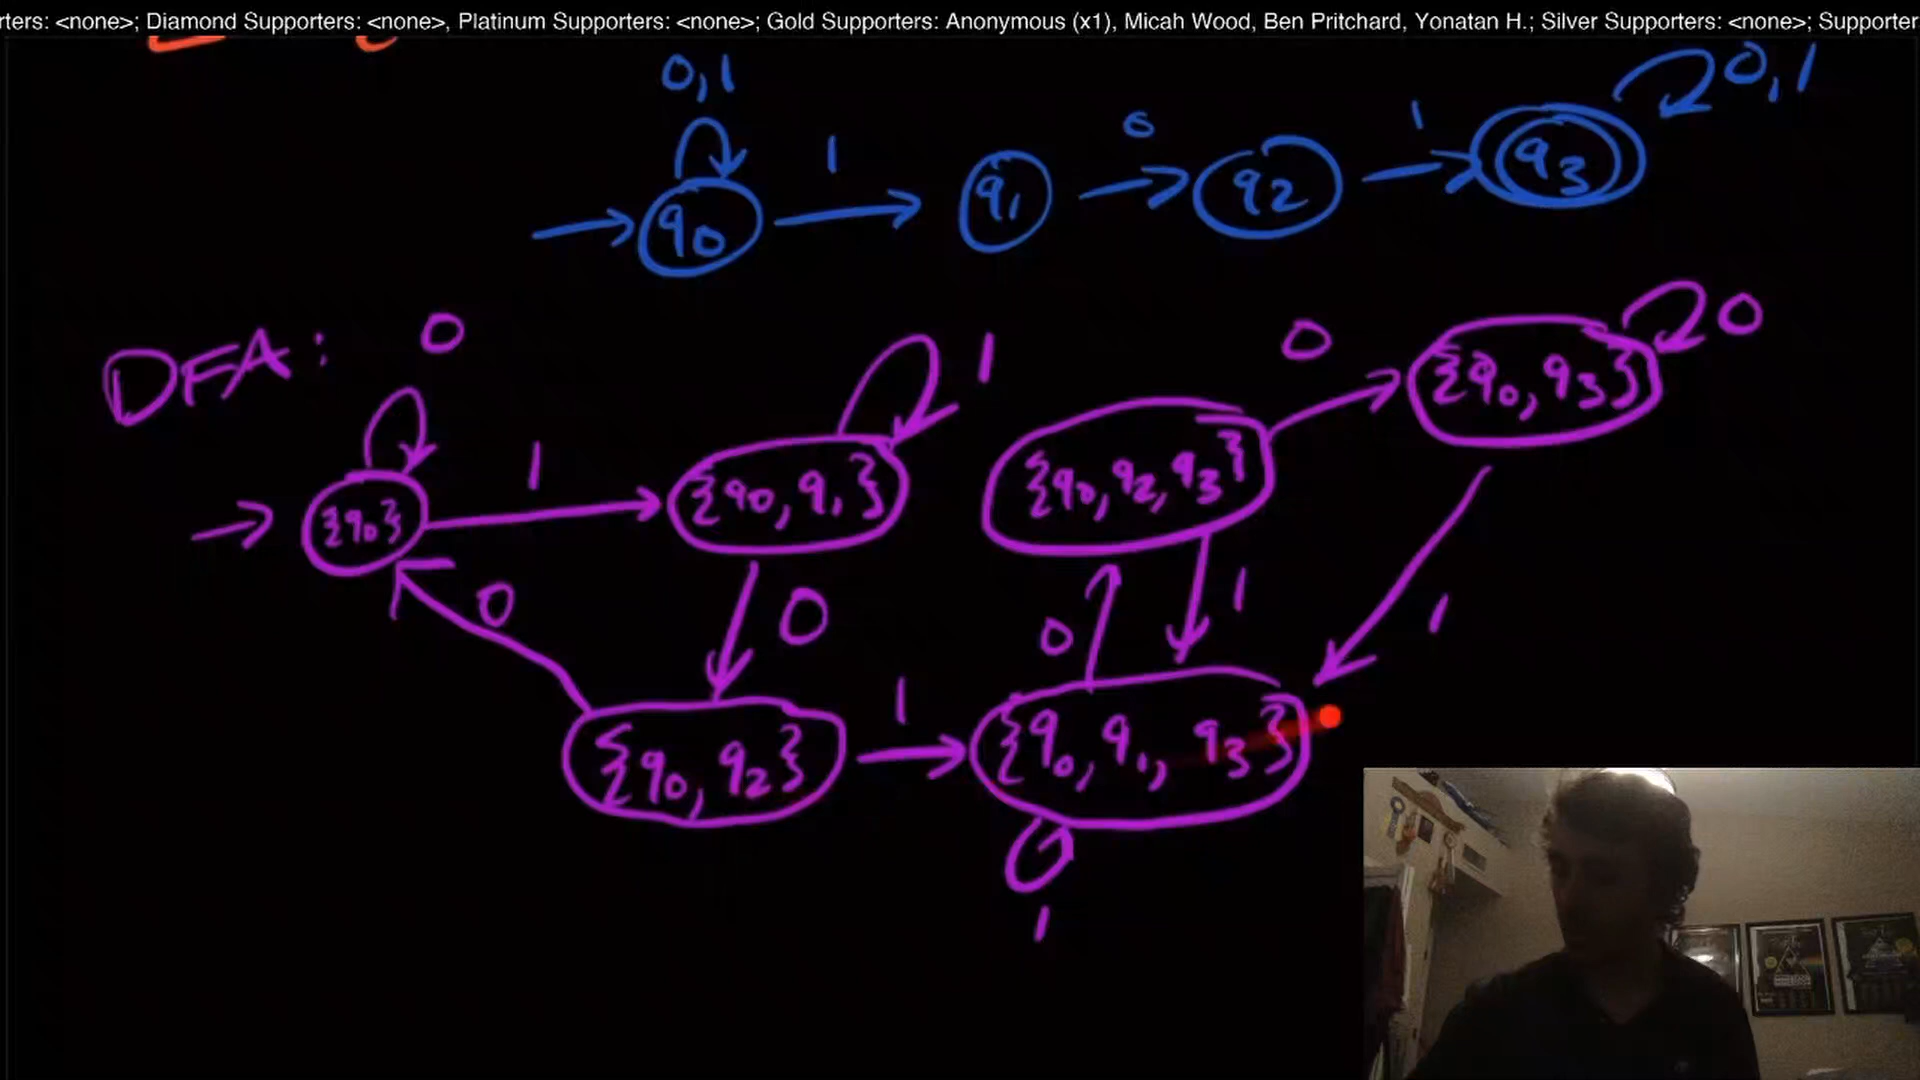 rters: <none>; Diamond Supporters: <none>, Platinum Supporters: <none>; Gold Supporters: Anonymous (x1), Micah Wood, Ben Pritchard, Yonatan H.; Silver Supporters: <none>; Supporter
0,1
1
0
1
0,1
q0
q1
q2
q3
DFA:
0
1
0
0
{q0}
1
{q0, q1}
{q0, q2, q3}
{q0, q3}
0
0
0
1
1
{q0, q2}
1
{q0, q1, q3}
1